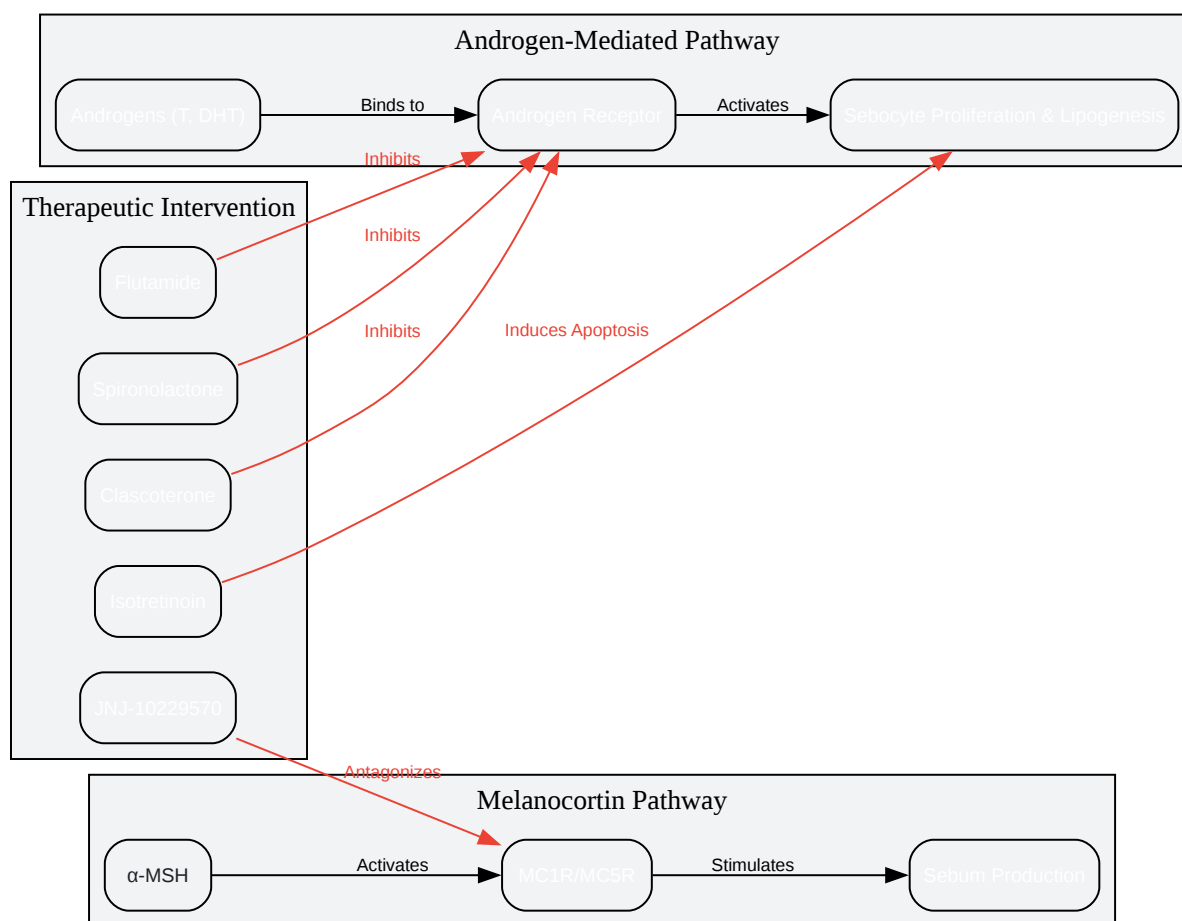 Androgen-Mediated Pathway
Androgens (T, DHT)
Binds to
Androgen Receptor
Activates
Sebocyte Proliferation & Lipogenesis
Inhibits
Therapeutic Intervention
Flutamide
Inhibits
Spironolactone
Inhibits
Induces Apoptosis
Clascoterone
Isotretinoin
JNJ-10229570
Antagonizes
Melanocortin Pathway
α-MSH
Activates
MC1R/MC5R
Stimulates
Sebum Production